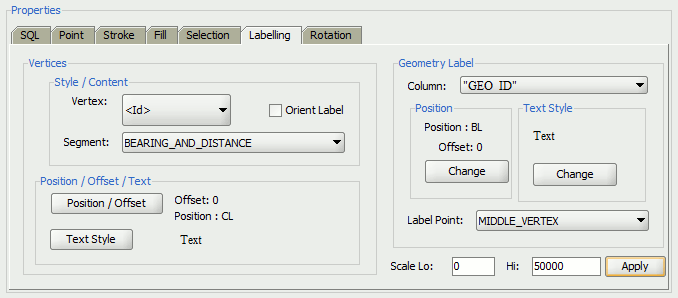 Properties
SQL Point Stroke Fill Selection Labelling Rotation
Vertices
Style / Content
Vertex: <Id> Orient Label
Segment: BEARING_AND_DISTANCE
Position / Offset / Text
Position / Offset Offset: 0
Position : CL
Text Style Text
Geometry Label
Column: "GEO ID"
Position
Position : BL
Offset: 0
Change
Text Style
Text
Change
Label Point: MIDDLE_VERTEX
Scale Lo: 0 Hi: 50000 Apply